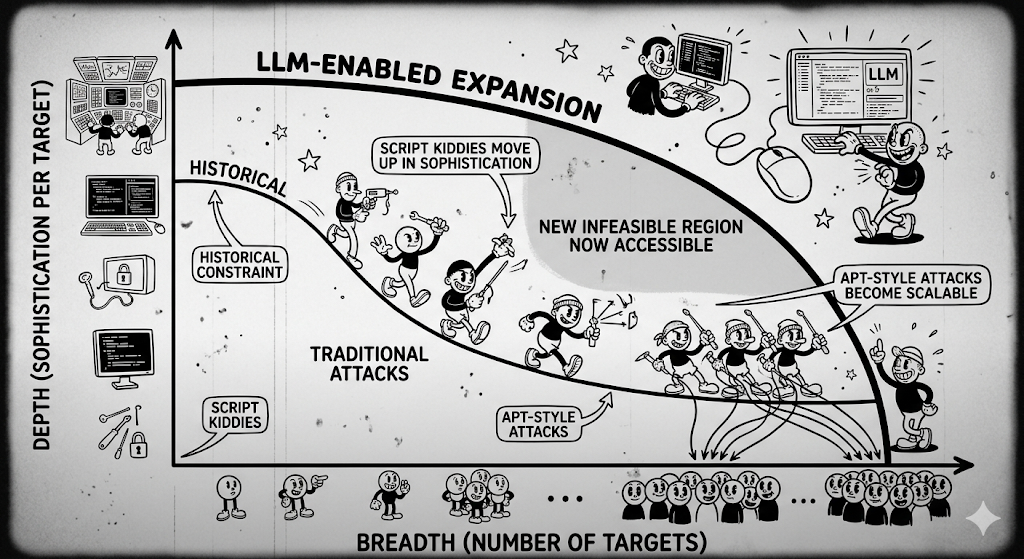 LLM-ENABLED EXPANSION
LLM
HISTORICAL
SCRIPT KIDDIES MOVE
UP IN SOPHISTICATION
HISTORICAL
CONSTRAINT
NEW INFEASIBLE REGION
NOW ACCESSIBLE
APT-STYLE ATTACKS
BECOME SCALABLE
TRADITIONAL
ATTACKS
SCRIPT
KIDDIES
APT-STYLE
ATTACKS
DEPTH (SOPHISTICATION PER TARGET)
BREADTH (NUMBER OF TARGETS)